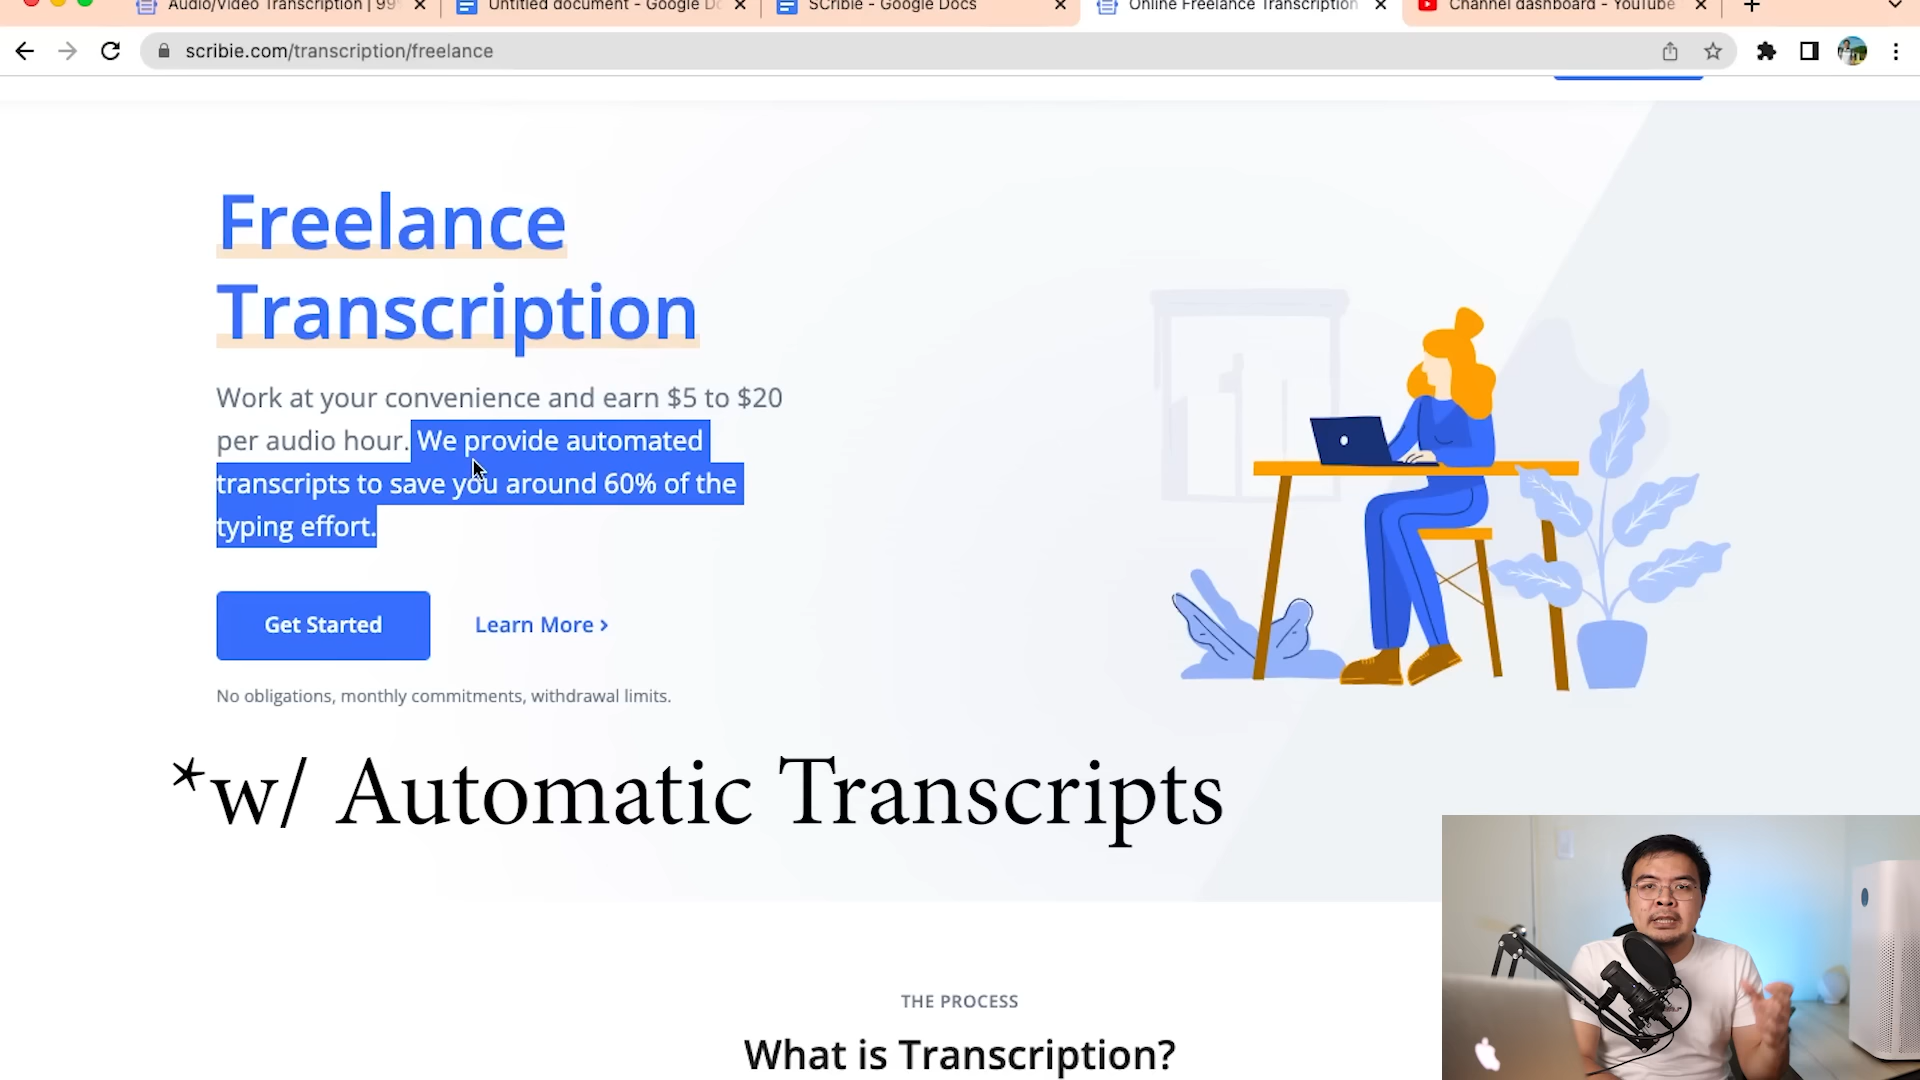 Audio/Video Transcription | 99
Untitled document - Google Do
SCribie - Google Docs
Online Freelance Transcription
Channel dashboard - YouTube
scribie.com/transcription/freelance
Freelance
Transcription
Work at your convenience and earn $5 to $20
per audio hour. We provide automated
transcripts to save you around 60% of the
typing effort.
Get Started
Learn More ›
No obligations, monthly commitments, withdrawal limits.
*w/ Automatic Transcripts
THE PROCESS
What is Transcription?